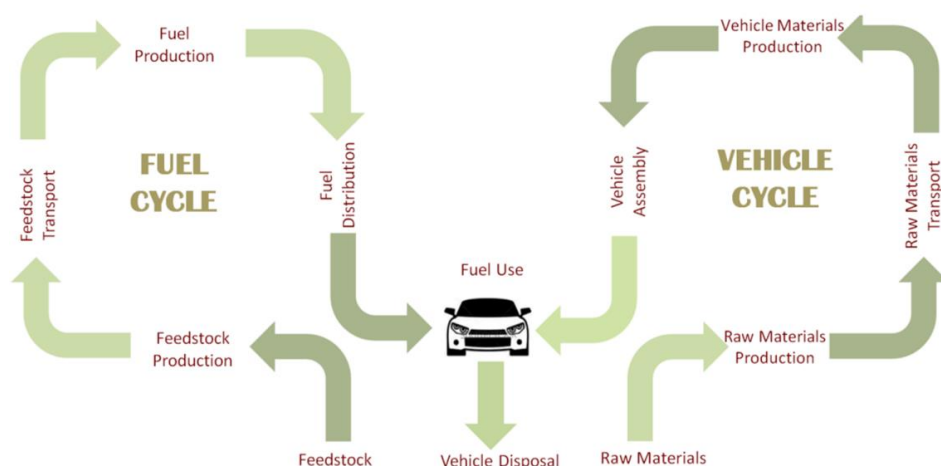 Fuel
Production
FUEL
CYCLE
Feedstock
Transport
Fuel
Distribution
Feedstock
Production
Feedstock
Fuel Use
Vehicle Disposal
Vehicle Materials
Production
VEHICLE
CYCLE
Vehicle
Assembly
Raw Materials
Transport
Raw Materials
Production
Raw Materials